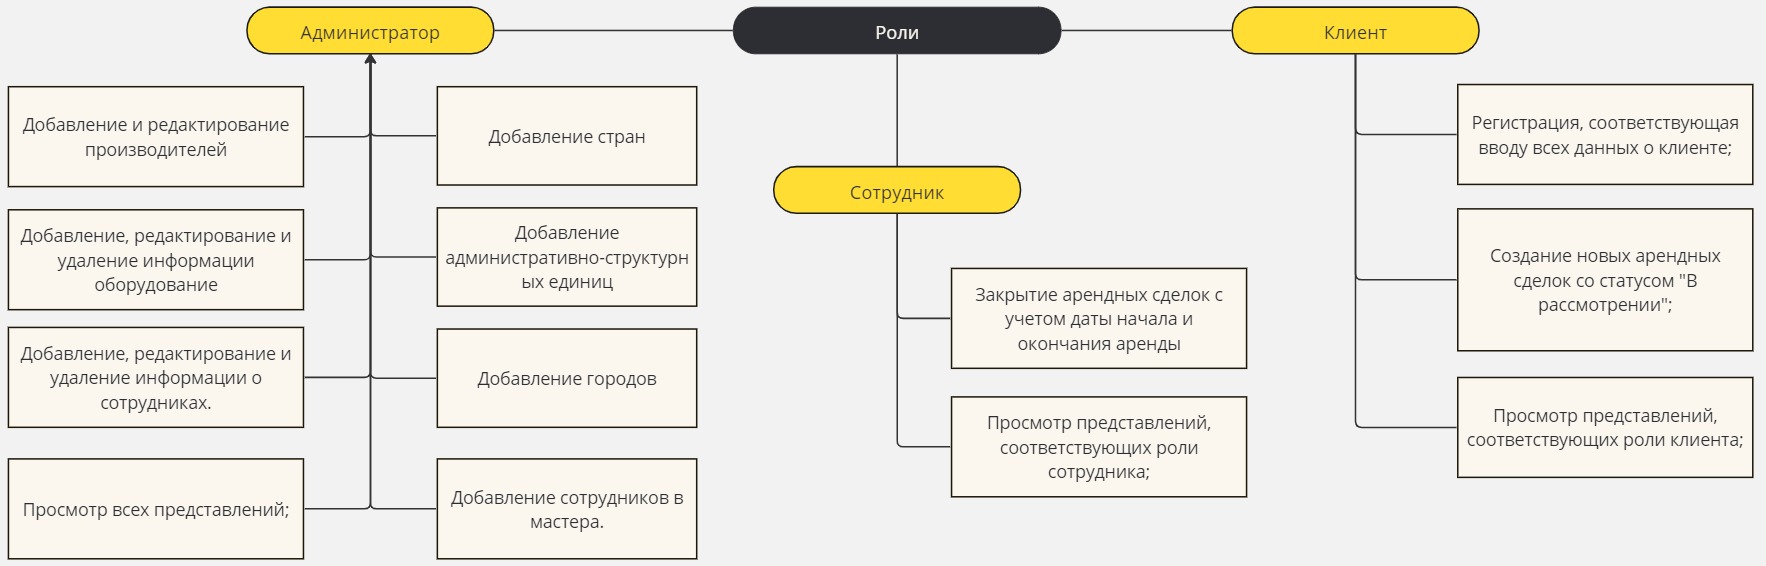 Администратор
Роли
Клиент
Добавление и редактирование
производителей
Добавление стран
Добавление, редактирование и
удаление информации
оборудование
Добавление
административно-структурн
ых единиц
Добавление, редактирование и
удаление информации о
сотрудниках.
Добавление городов
Просмотр всех представлений;
Добавление сотрудников в
мастера.
Сотрудник
Закрытие арендных сделок с
учетом даты начала и
окончания аренды
Просмотр представлений,
соответствующих роли
сотрудника;
Регистрация, соответствующая
вводу всех данных о клиенте;
Создание новых арендных
сделок со статусом "В
рассмотрении";
Просмотр представлений,
соответствующих роли клиента;